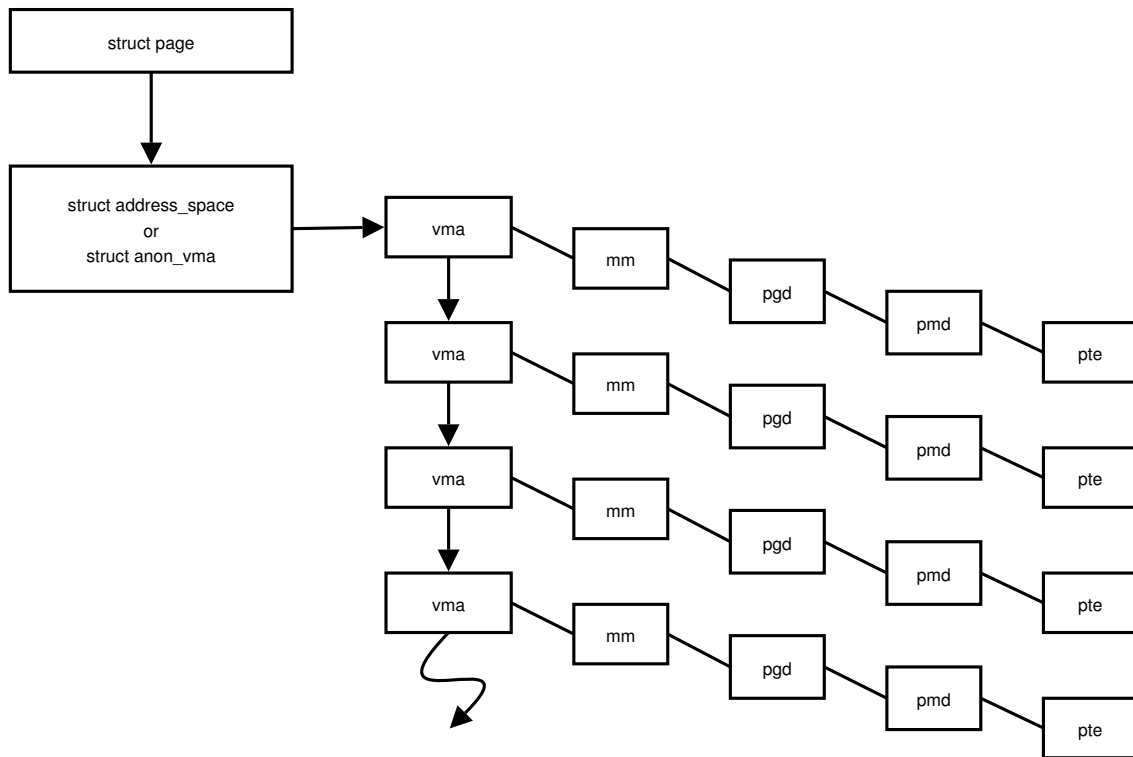 struct page
struct address_space
or
struct anon_vma
vma
mm
pgd
pmd
pte
vma
mm
pgd
pmd
pte
vma
mm
pgd
pmd
pte
vma
mm
pgd
pmd
pte